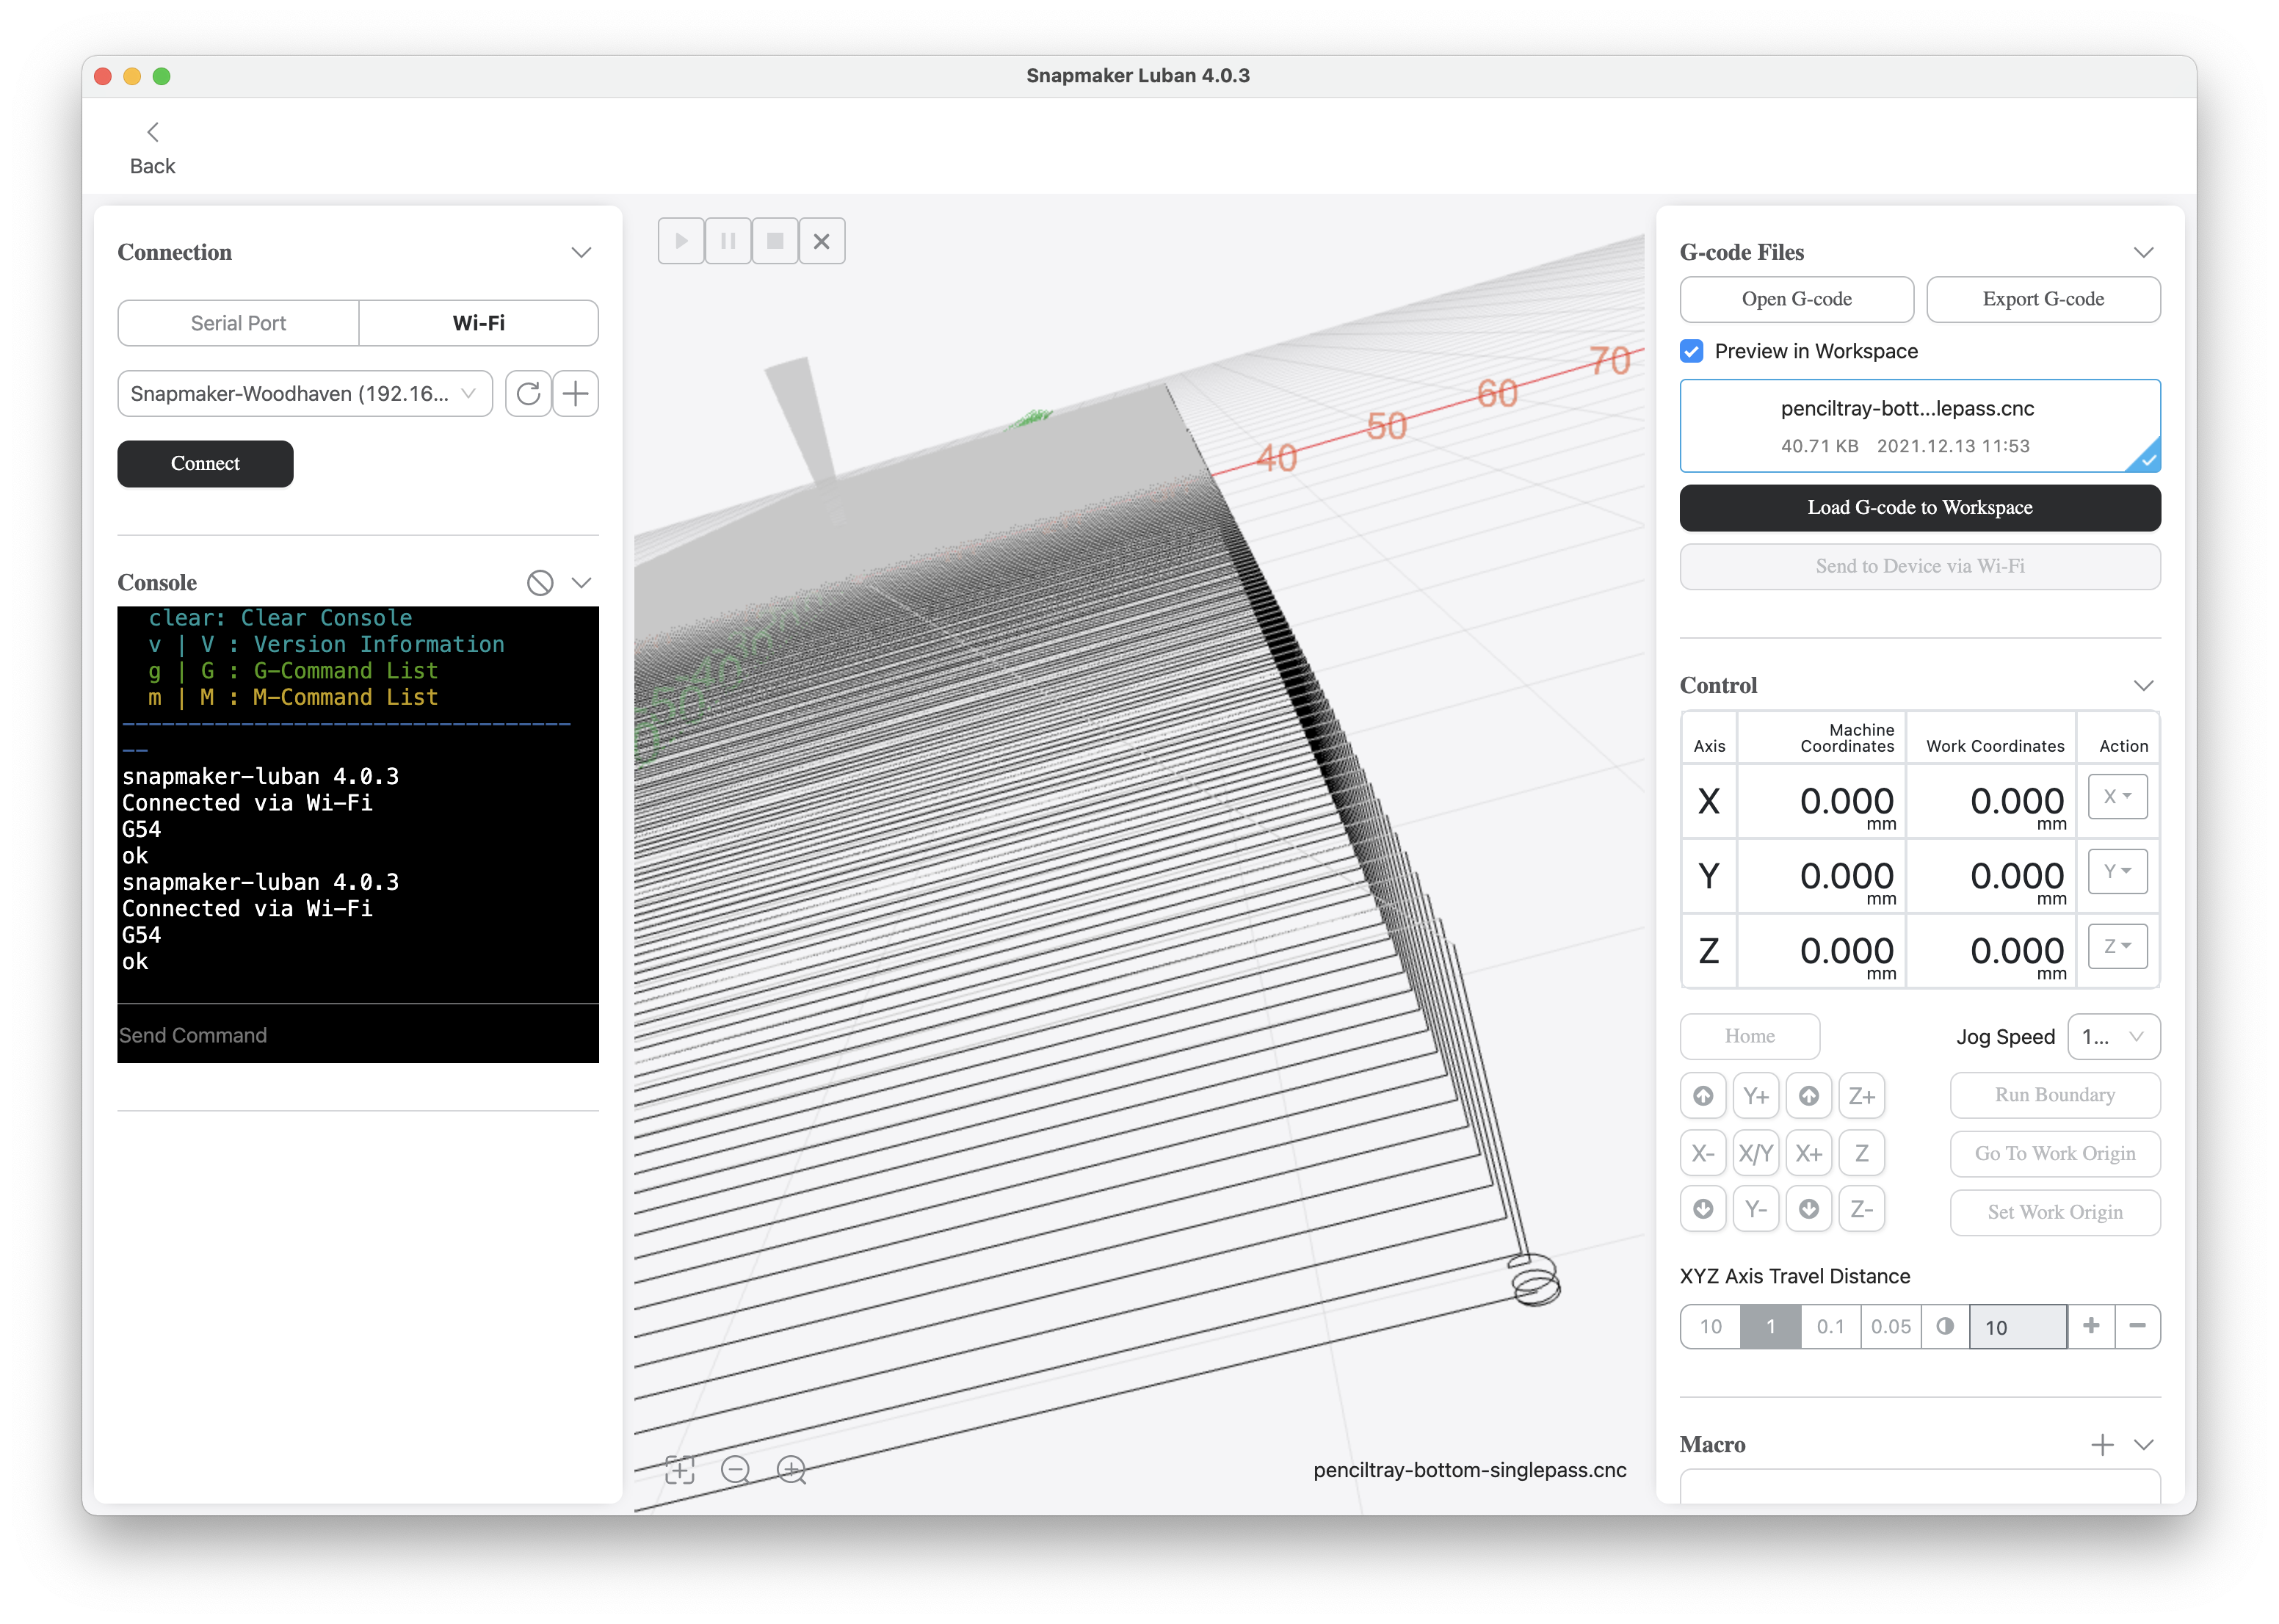 Snapmaker Luban 4.0.3
Back
Connection
Serial Port
Wi-Fi
Snapmaker-Woodhaven (192.16...
Connect
Console
clear: Clear Console
v | V : Version Information
g | G : G-Command List
m | M : M-Command List
----------------------------------
--
snapmaker-luban 4.0.3
Connected via Wi-Fi
G54
ok
snapmaker-luban 4.0.3
Connected via Wi-Fi
G54
ok
Send Command
70
60
50
40
-40
-50
penciltray-bottom-singlepass.cnc
G-code Files
Open G-code
Export G-code
Preview in Workspace
penciltray-bott...lepass.cnc
40.71 KB 2021.12.13 11:53
Load G-code to Workspace
Send to Device via Wi-Fi
Control
Axis
Machine
Coordinates
Work Coordinates
Action
X 0.000 mm 0.000 mm X
Y 0.000 mm 0.000 mm Y
Z 0.000 mm 0.000 mm Z
Home
Jog Speed 1...
Y+ Z+
Run Boundary
X- X/Y X+ Z
Go To Work Origin
Y- Z-
Set Work Origin
XYZ Axis Travel Distance
10 1 0.1 0.05 10
Macro